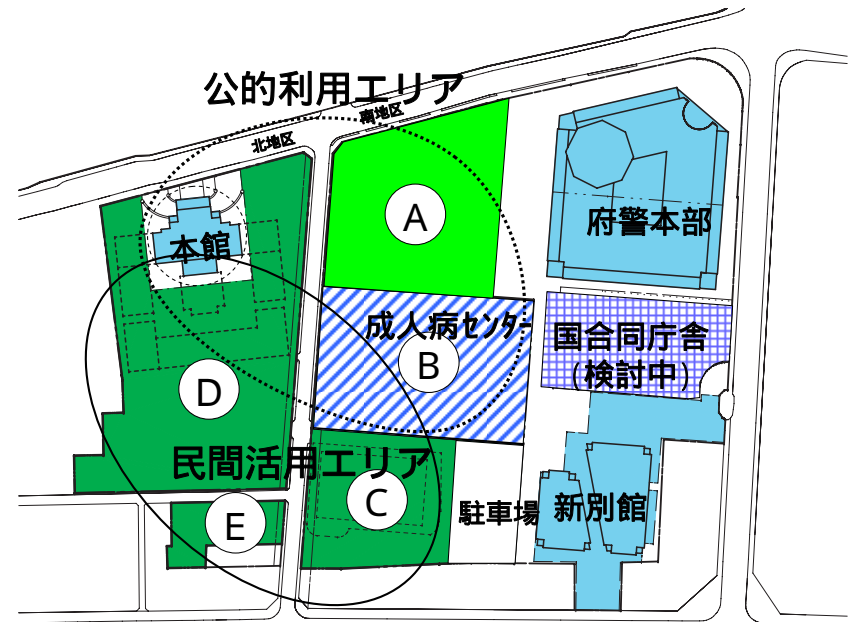 公的利用エリア
南地区
北地区
A
府警本部
本館
成人病センター
国合同庁舎
(検討中)
B
D
民間活用エリア
C
駐車場
新別館
E